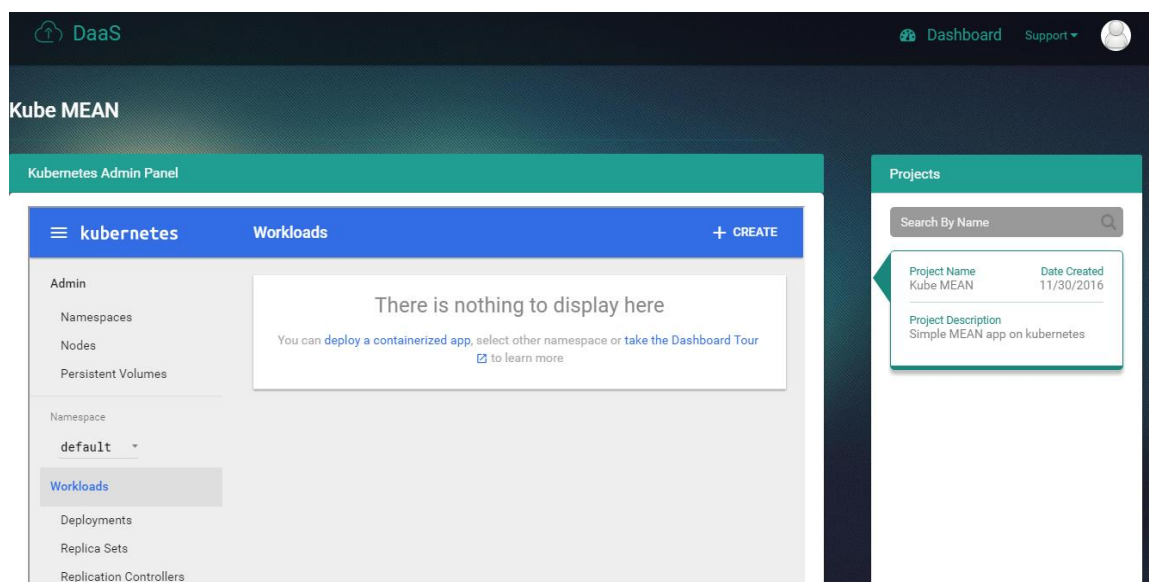 DaaS
Dashboard
Support
Kube MEAN
Kubernetes Admin Panel
kubernetes
Workloads
+ CREATE
Admin
Namespaces
Nodes
Persistent Volumes
Namespace
default
Workloads
Deployments
Replica Sets
Replication Controllers
There is nothing to display here
You can deploy a containerized app, select other namespace or take the Dashboard Tour
to learn more
Projects
Search By Name
Project Name Date Created
Kube MEAN 11/30/2016
Project Description
Simple MEAN app on kubernetes